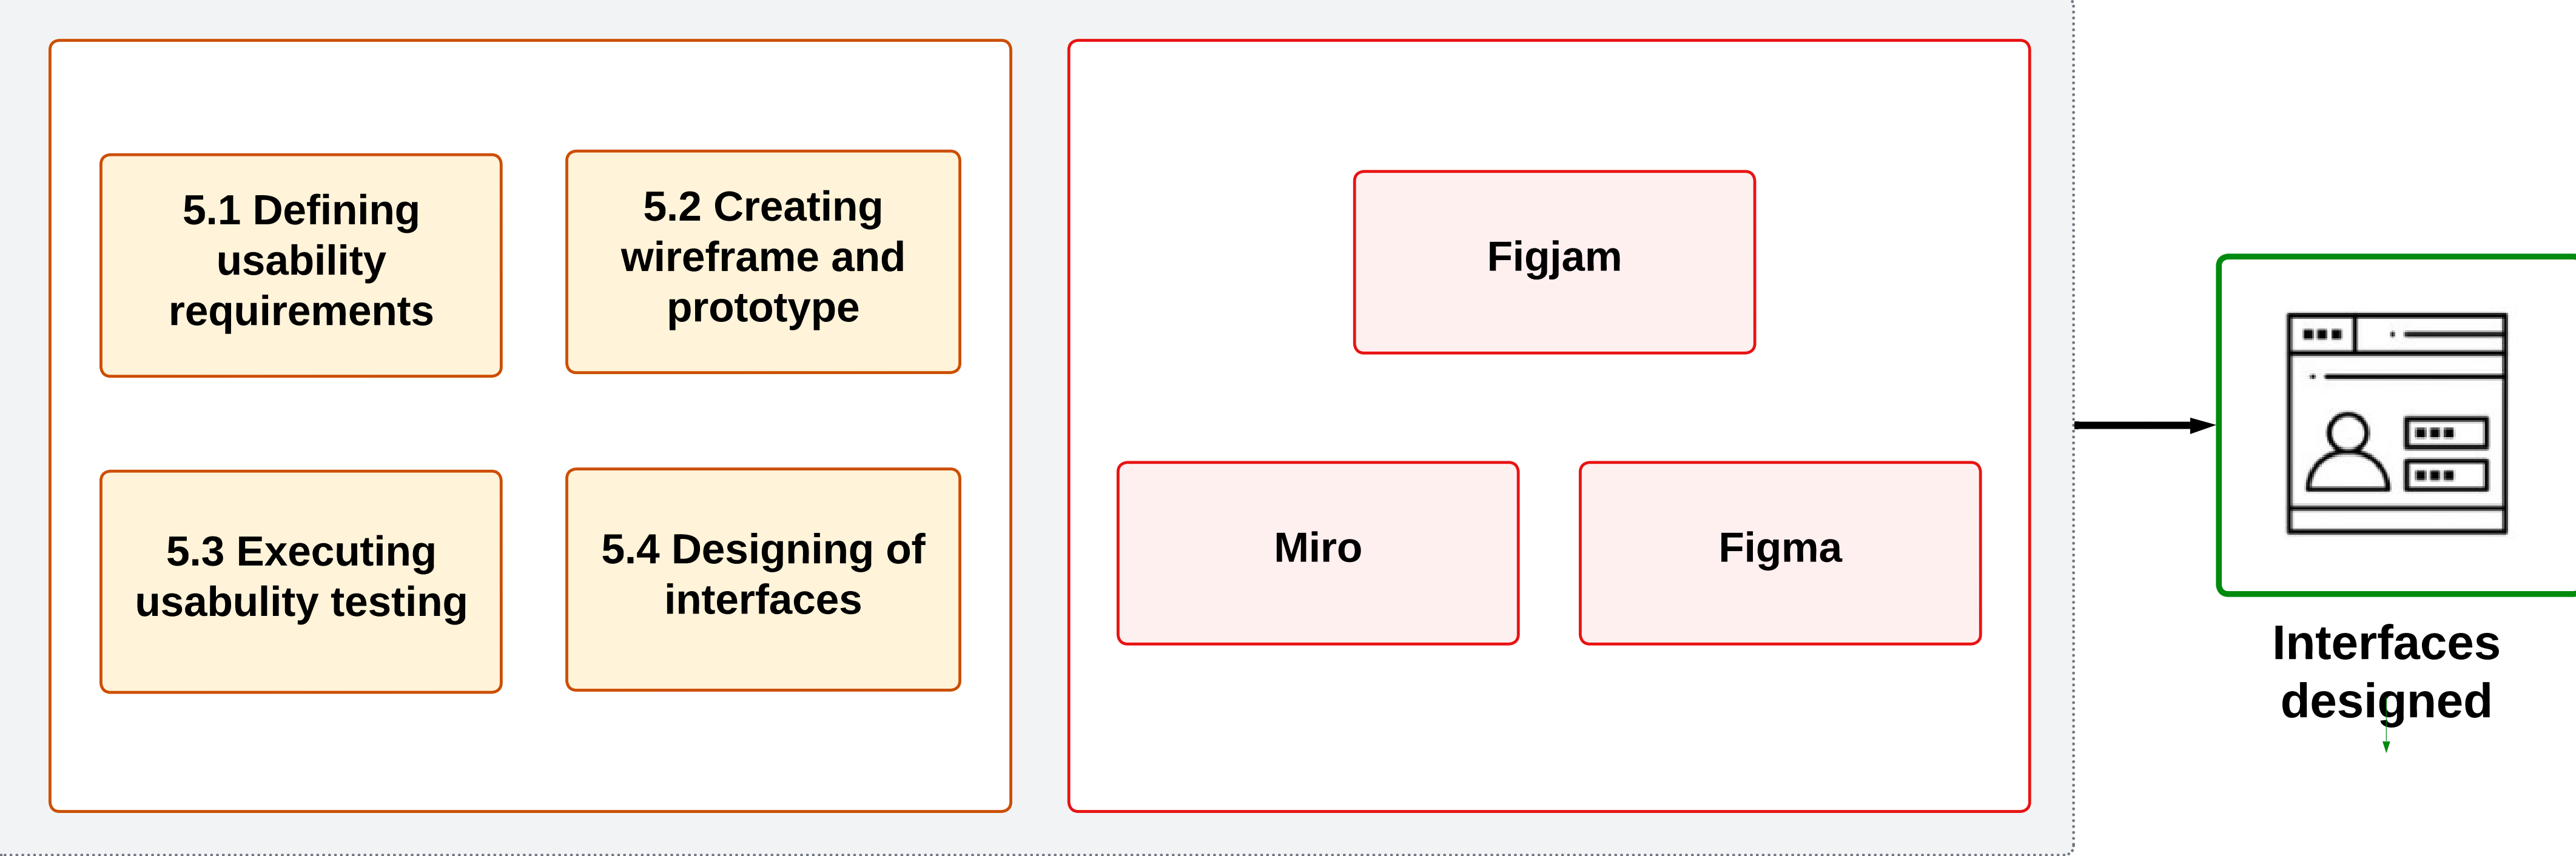 5.1 Defining
usability
requirements
5.2 Creating
wireframe and
prototype
5.3 Executing
usabulity testing
5.4 Designing of
interfaces
Figjam
Miro
Figma
Interfaces
designed